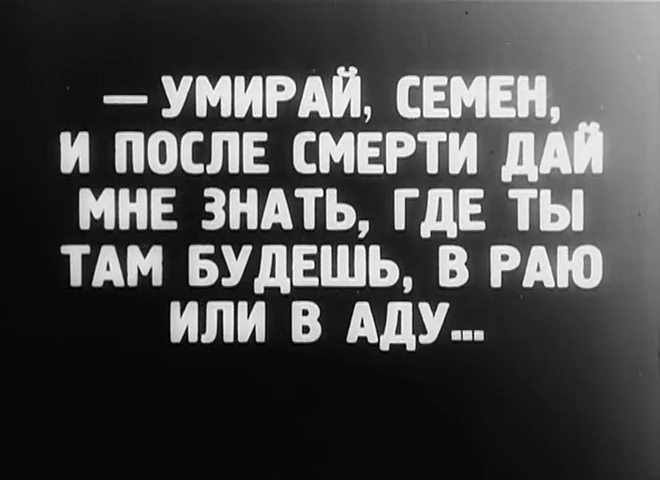 — УМИРАЙ, СЕМЕН,
И ПОСЛЕ СМЕРТИ ДАЙ
МНЕ ЗНАТЬ, ГДЕ ТЫ
ТАМ БУДЕШЬ, В РАЮ
ИЛИ В АДУ...